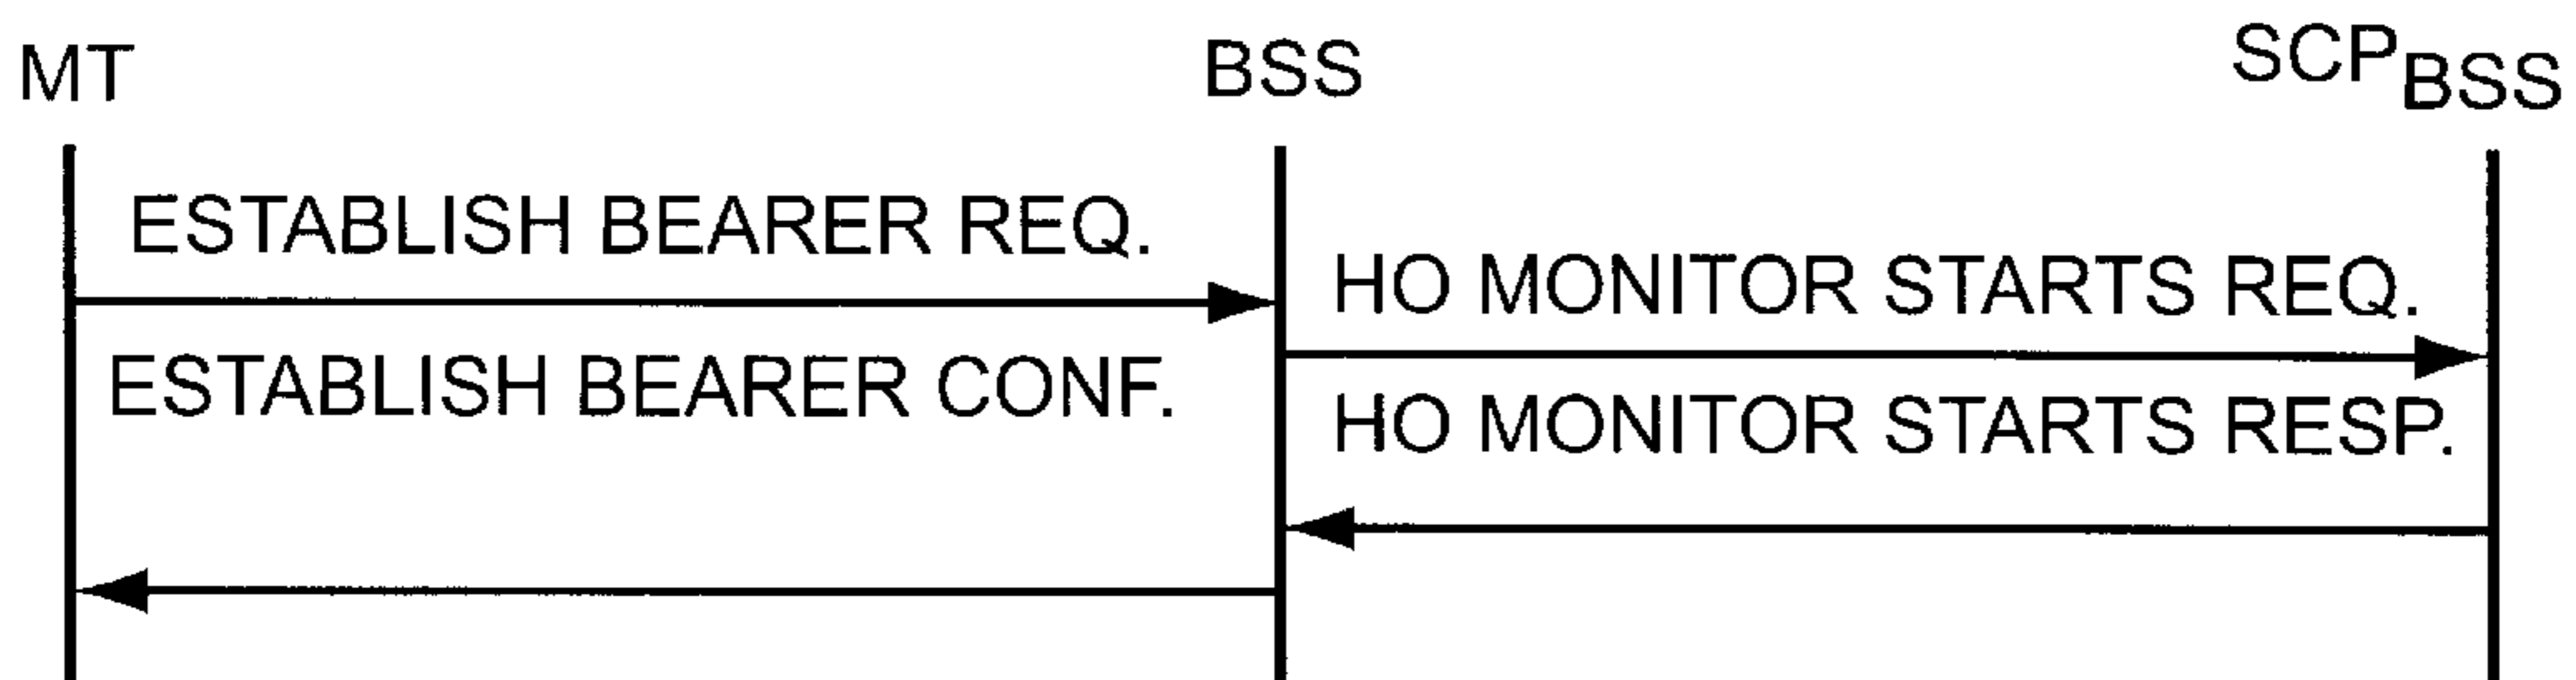 MT
BSS
SCPBSS
ESTABLISH BEARER REQ.
HO MONITOR STARTS REQ.
ESTABLISH BEARER CONF.
HO MONITOR STARTS RESP.